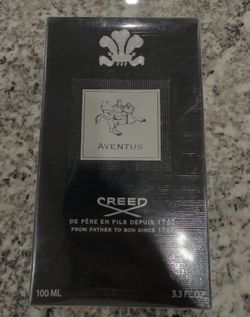 AVENTUS
CREED
DE PÈRE EN FILS DEPUIS 1760
FROM FATHER TO SON SINCE 1760
100 ML 3.3 FL.OZ